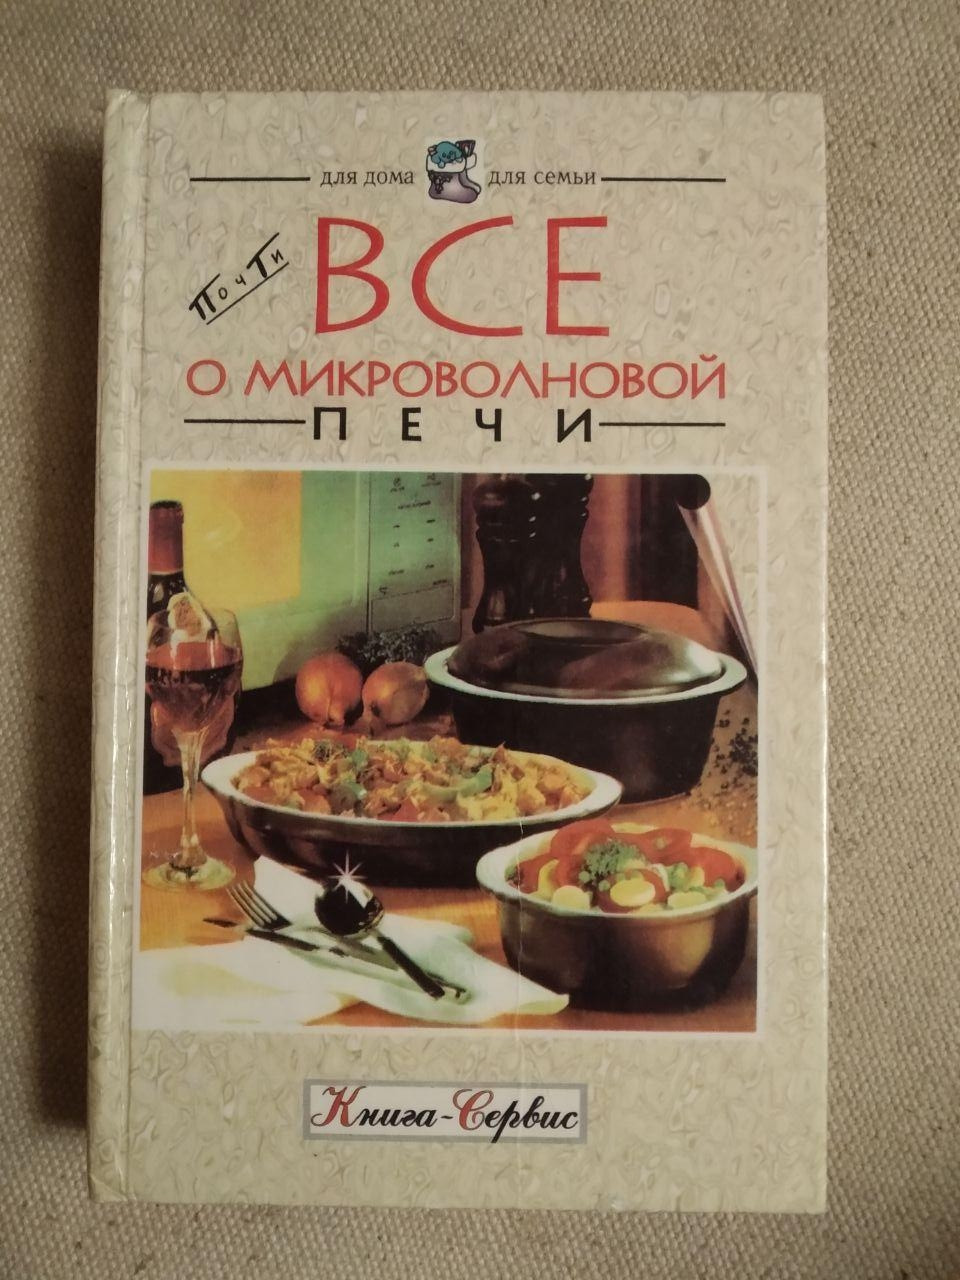 для дома для семьи
ПочТи
ВСЕ
О МИКРОВОЛНОВОЙ
ПЕЧИ
Книга-Сервис